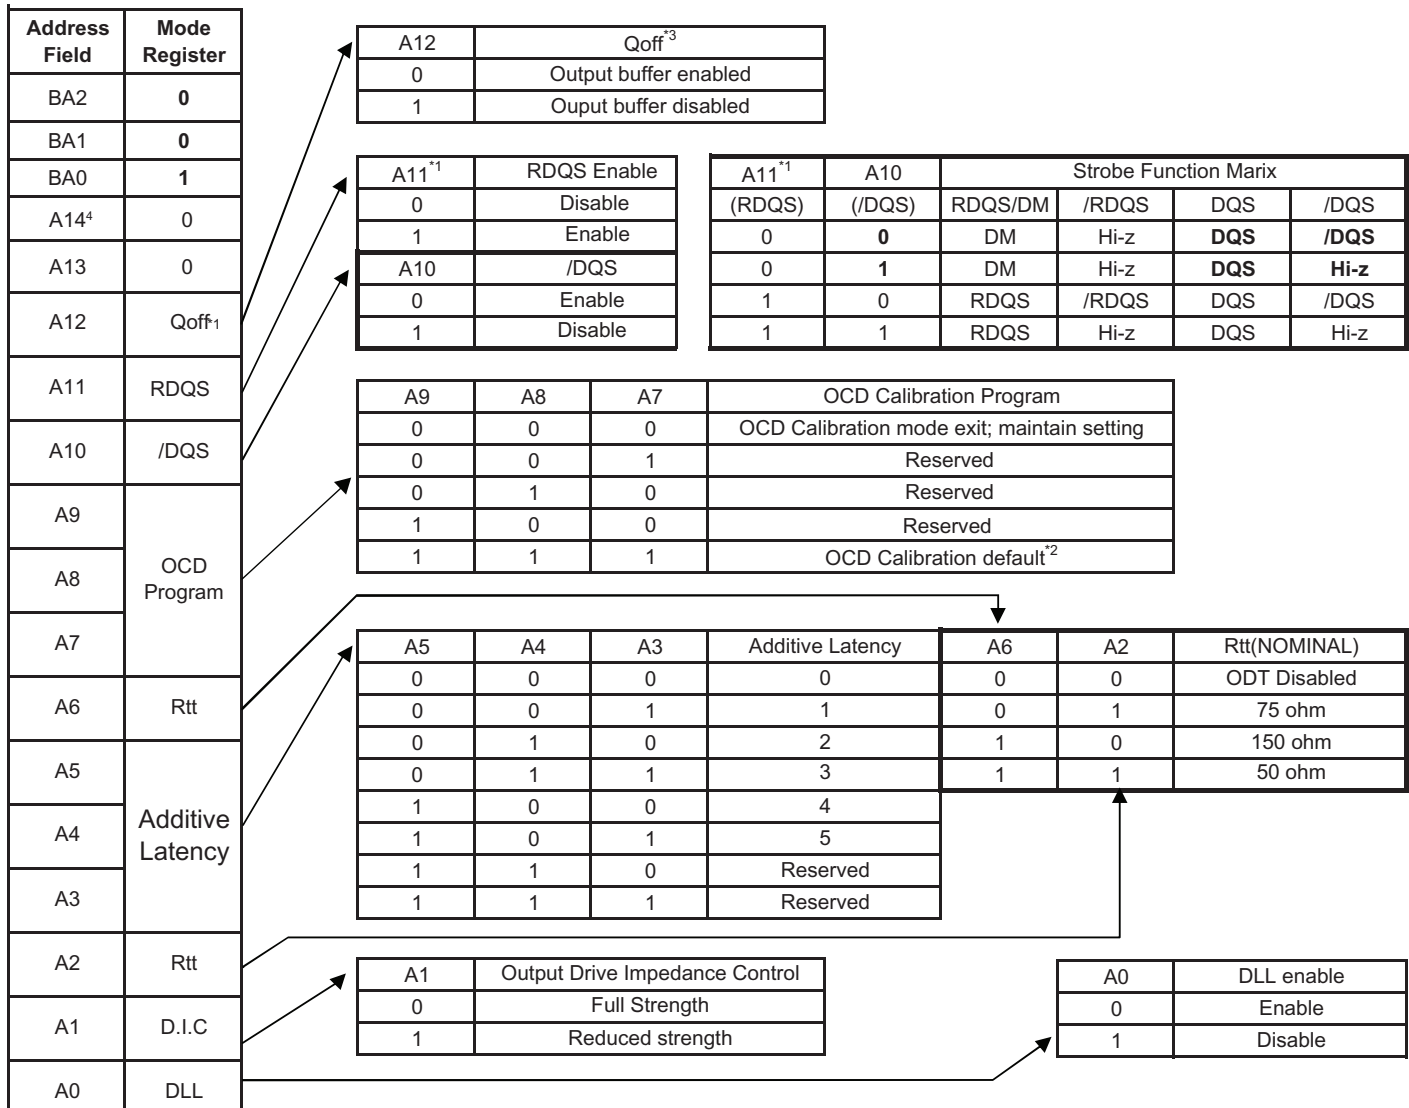 Address Field Mode Register
BA2 0
BA1 0
BA0 1
A14⁴ 0
A13 0
A12 Qoff*1
A11 RDQS
A10 /DQS
A9
A8 OCD Program
A7
A6 Rtt
A5
A4 Additive Latency
A3
A2 Rtt
A1 D.I.C
A0 DLL
A12 Qoff*3
0 Output buffer enabled
1 Ouput buffer disabled
A11*1 RDQS Enable
0 Disable
1 Enable
A10 /DQS
0 Enable
1 Disable
A11*1 A10 Strobe Function Marix
(RDQS) (/DQS) RDQS/DM /RDQS DQS /DQS
0 0 DM Hi-z DQS /DQS
0 1 DM Hi-z DQS Hi-z
1 0 RDQS /RDQS DQS /DQS
1 1 RDQS Hi-z DQS Hi-z
A9 A8 A7 OCD Calibration Program
0 0 0 OCD Calibration mode exit; maintain setting
0 0 1 Reserved
0 1 0 Reserved
1 0 0 Reserved
1 1 1 OCD Calibration default*2
A5 A4 A3 Additive Latency
0 0 0 0
0 0 1 1
0 1 0 2
0 1 1 3
1 0 0 4
1 0 1 5
1 1 0 Reserved
1 1 1 Reserved
A6 A2 Rtt(NOMINAL)
0 0 ODT Disabled
0 1 75 ohm
1 0 150 ohm
1 1 50 ohm
A1 Output Drive Impedance Control
0 Full Strength
1 Reduced strength
A0 DLL enable
0 Enable
1 Disable